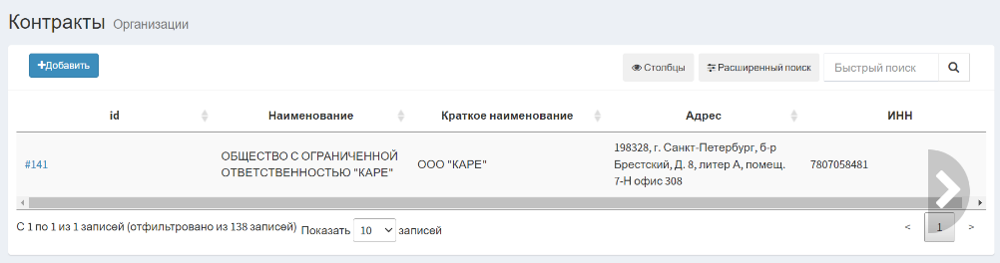 Контракты Организации
+Добавить
Столбцы
Расширенный поиск
Быстрый поиск
id
Наименование
Краткое наименование
Адрес
ИНН
#141
ОБЩЕСТВО С ОГРАНИЧЕННОЙ
ОТВЕТСТВЕННОСТЬЮ "КАРЕ"
ООО "КАРЕ"
198328, г. Санкт-Петербург, б-р
Брестский, Д. 8, литер А, помещ.
7-Н офис 308
7807058481
С 1 по 1 из 1 записей (отфильтровано из 138 записей) Показать 10 записей
< 1 >